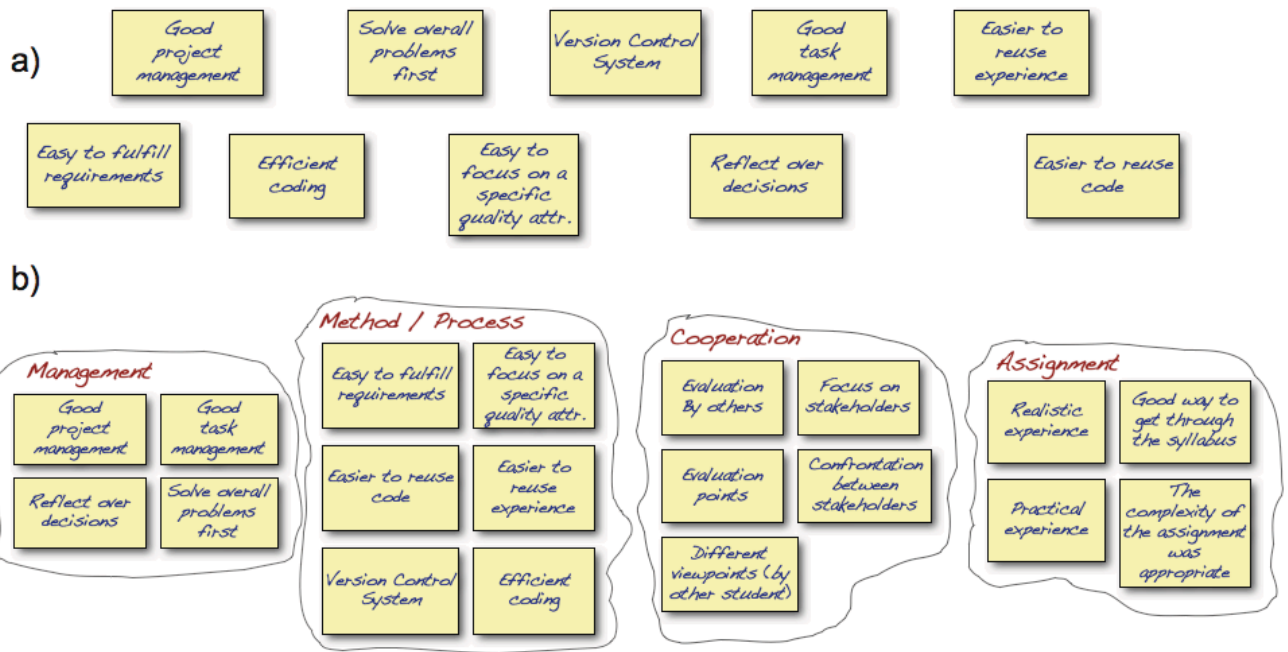 a)
Good
project
management
Solve overall
problems
first
Version Control
System
Good
task
management
Easier to
reuse
experience
Easy to fulfill
requirements
Efficient
coding
Easy to
focus on a
specific
quality attr.
Reflect over
decisions
Easier to reuse
code
b)
Management
Good
project
management
Good
task
management
Reflect over
decisions
Solve overall
problems
first
Method / Process
Easy to fulfill
requirements
Easy to
focus on a
specific
quality attr.
Easier to reuse
code
Easier to
reuse
experience
Version Control
System
Efficient
coding
Cooperation
Evaluation
By others
Focus on
stakeholders
Evaluation
points
Confrontation
between
stakeholders
Different
viewpoints (by
other student)
Assignment
Realistic
experience
Good way to
get through
the syllabus
Practical
experience
The
complexity of
the assignment
was
appropriate